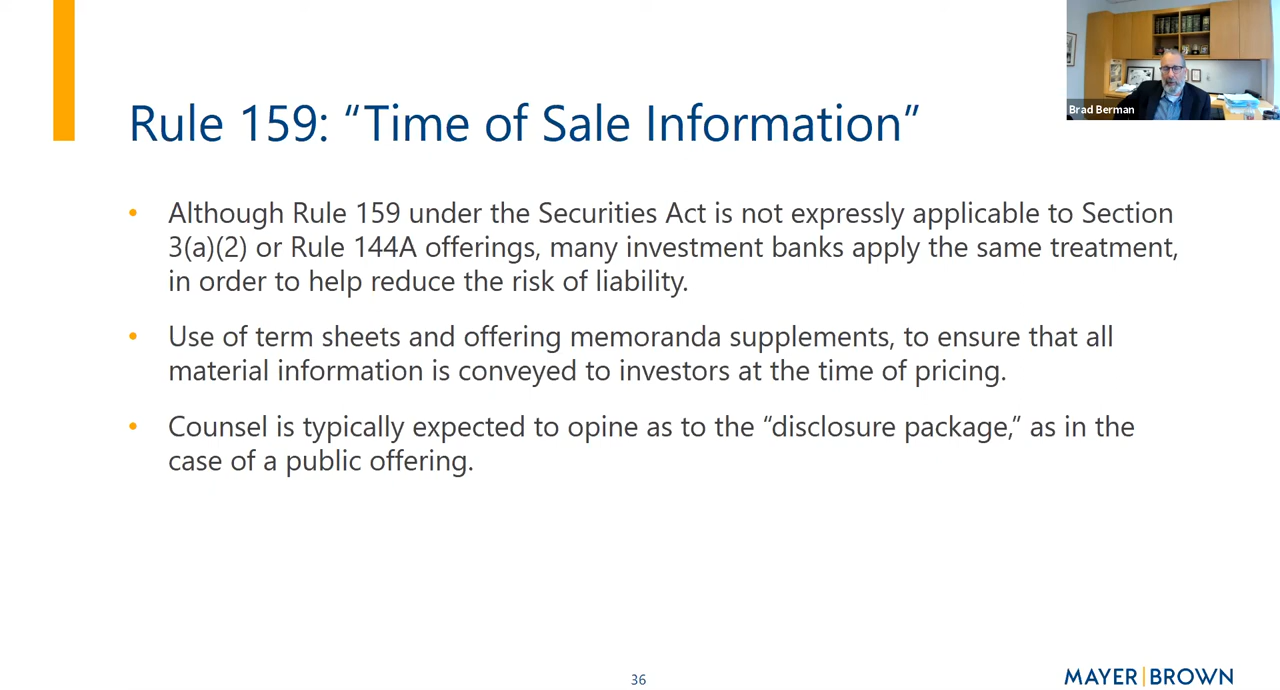 Brad Berman
Rule 159: “Time of Sale Information”
• Although Rule 159 under the Securities Act is not expressly applicable to Section
3(a)(2) or Rule 144A offerings, many investment banks apply the same treatment,
in order to help reduce the risk of liability.
• Use of term sheets and offering memoranda supplements, to ensure that all
material information is conveyed to investors at the time of pricing.
• Counsel is typically expected to opine as to the “disclosure package,” as in the
case of a public offering.
36
MAYER|BROWN